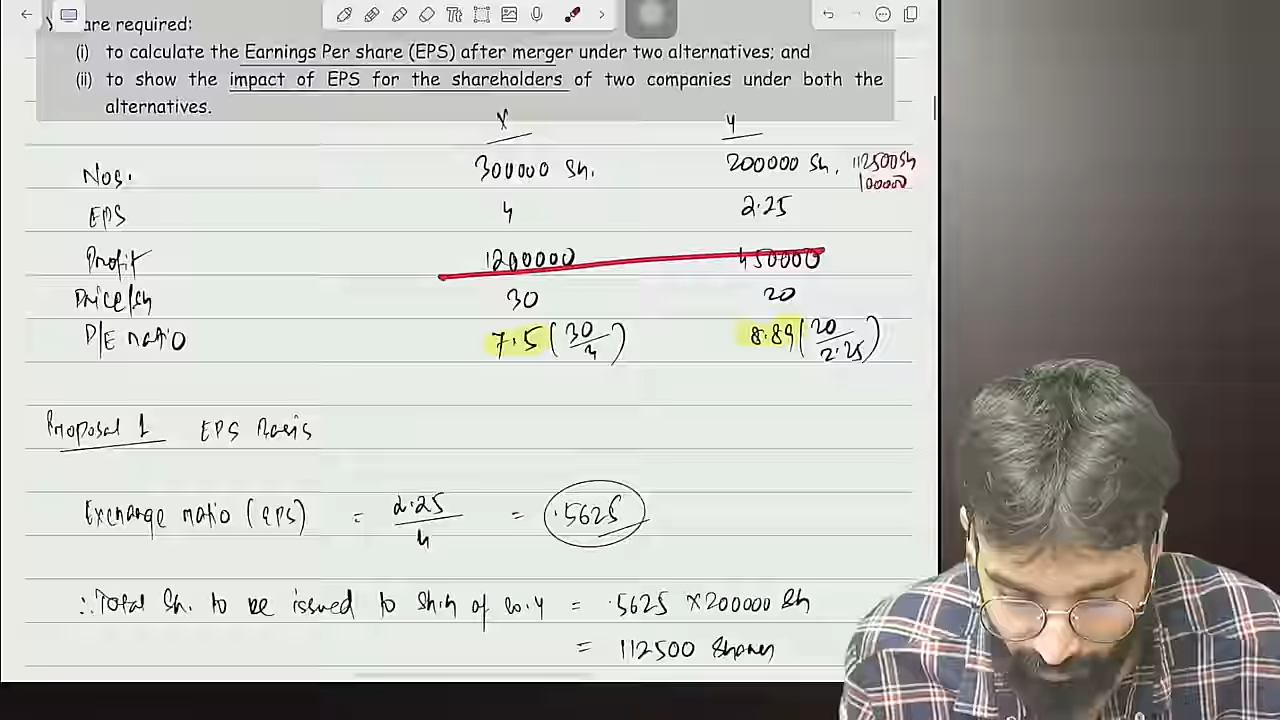 are required:
(i) to calculate the Earnings Per share (EPS) after merger under two alternatives; and
(ii) to show the impact of EPS for the shareholders of two companies under both the
alternatives.
X Y
Nos. 300000 Sh. 200000 Sh. 112500 Sh
100000
EPS 4 2.25
Profit 1200000 450000
Price/sh 30 20
P/E ratio 7.5 (30/4) 8.89 (20/2.25)
Proposal 1 EPS Basis
Exchange ratio (EPS) = 2.25/4 = .5625
∴ Total Sh. to be issued to Sh.h of co. Y = .5625 X 200000 Sh
= 112500 Shares